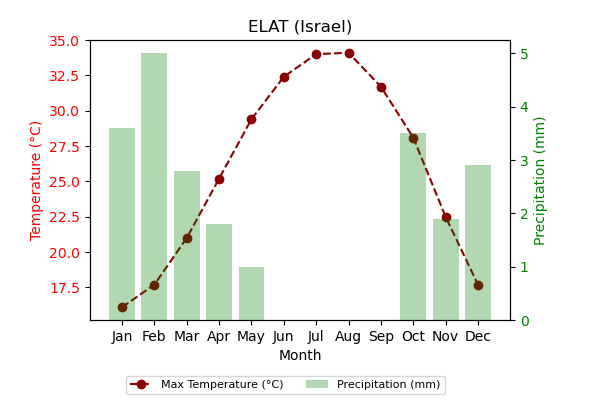 ELAT (Israel)
35.0
32.5
30.0
27.5
25.0
22.5
20.0
17.5
Temperature (°C)
5
4
3
2
1
0
Precipitation (mm)
Jan Feb Mar Apr May Jun Jul Aug Sep Oct Nov Dec
Month
Max Temperature (°C) Precipitation (mm)